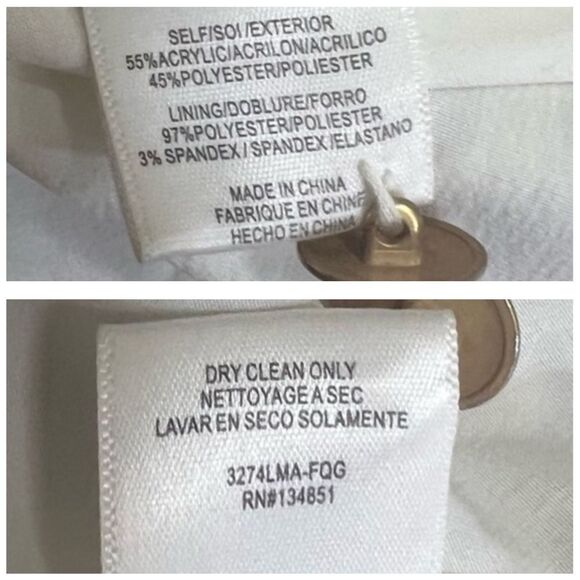 SELF/SOI/EXTERIOR
55%ACRYLIC/ACRILON/ACRILICO
45%POLYESTER/POLIESTER
LINING/DOBLURE/FORRO
97%POLYESTER/POLIESTER
3% SPANDEX / SPANDEX /ELASTANO
MADE IN CHINA
FABRIQUE EN CHINE
HECHO EN CHINA
DRY CLEAN ONLY
NETTOYAGE A SEC
LAVAR EN SECO SOLAMENTE
3274LMA-FQG
RN#134851